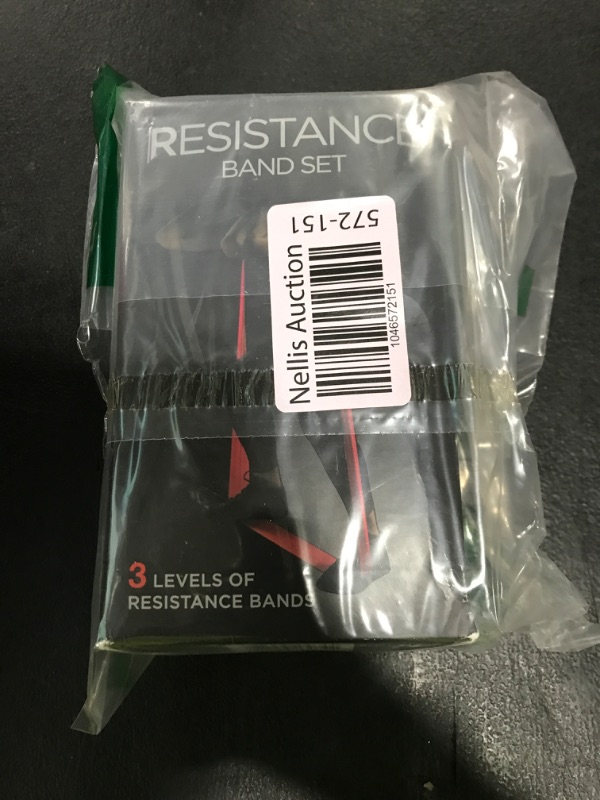 RESISTANCE
BAND SET
572-151
Nellis Auction
1046572151
3 LEVELS OF
RESISTANCE BANDS